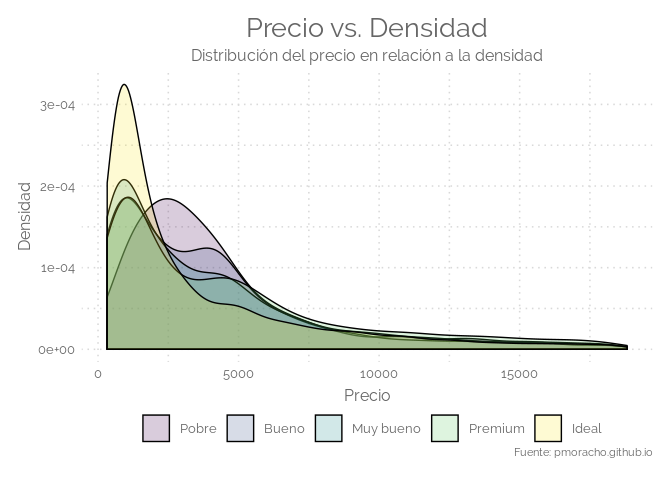 Precio vs. Densidad
Distribución del precio en relación a la densidad
Densidad
3e-04
2e-04
1e-04
0e+00
0 5000 10000 15000
Precio
Pobre Bueno Muy bueno Premium Ideal
Fuente: pmoracho.github.io